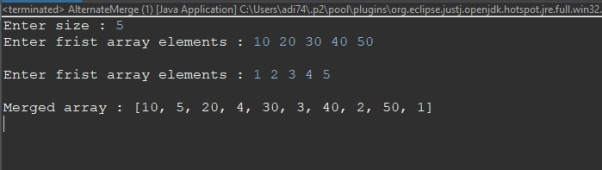 <terminated> AlternateMerge (1) [Java Application] C:\Users\adi74\.p2\pool\plugins\org.eclipse.justj.openjdk.hotspot.jre.full.win32.
Enter size : 5
Enter frist array elements : 10 20 30 40 50
Enter frist array elements : 1 2 3 4 5
Merged array : [10, 5, 20, 4, 30, 3, 40, 2, 50, 1]